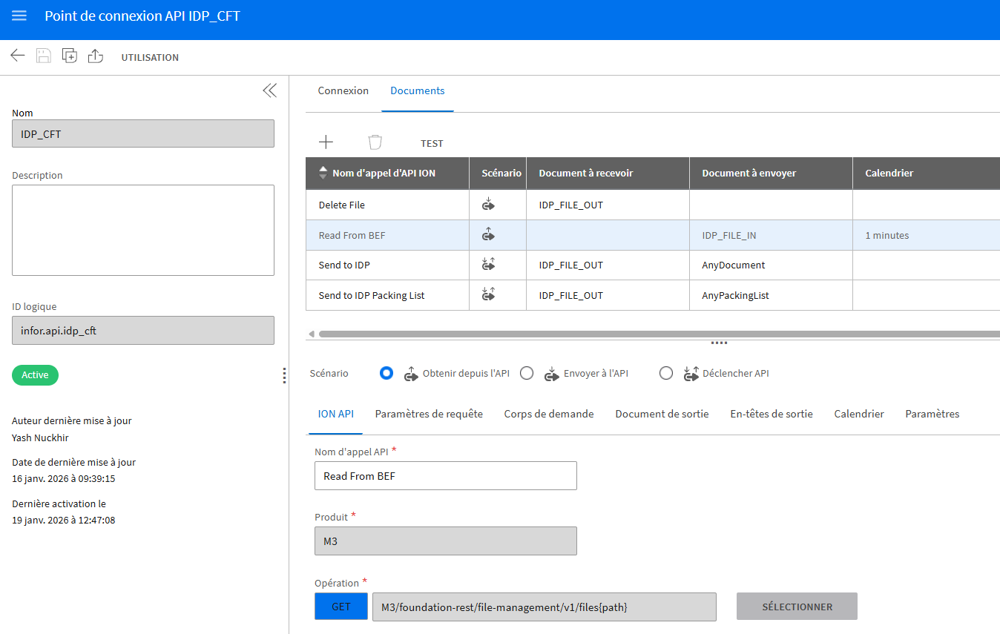 Point de connexion API IDP_CFT
UTILISATION
Nom
IDP_CFT
Description
ID logique
infor.api.idp_cft
Active
Auteur dernière mise à jour
Yash Nuckhir
Date de dernière mise à jour
16 janv. 2026 à 09:39:15
Dernière activation le
19 janv. 2026 à 12:47:08
Connexion Documents
TEST
Nom d'appel d'API ION Scénario Document à recevoir Document à envoyer Calendrier
Delete File IDP_FILE_OUT
Read From BEF IDP_FILE_IN 1 minutes
Send to IDP IDP_FILE_OUT AnyDocument
Send to IDP Packing List IDP_FILE_OUT AnyPackingList
Scénario Obtenir depuis l'API Envoyer à l'API Déclencher API
ION API Paramètres de requête Corps de demande Document de sortie En-têtes de sortie Calendrier Paramètres
Nom d'appel API *
Read From BEF
Produit *
M3
Opération *
GET M3/foundation-rest/file-management/v1/files{path} SÉLECTIONNER